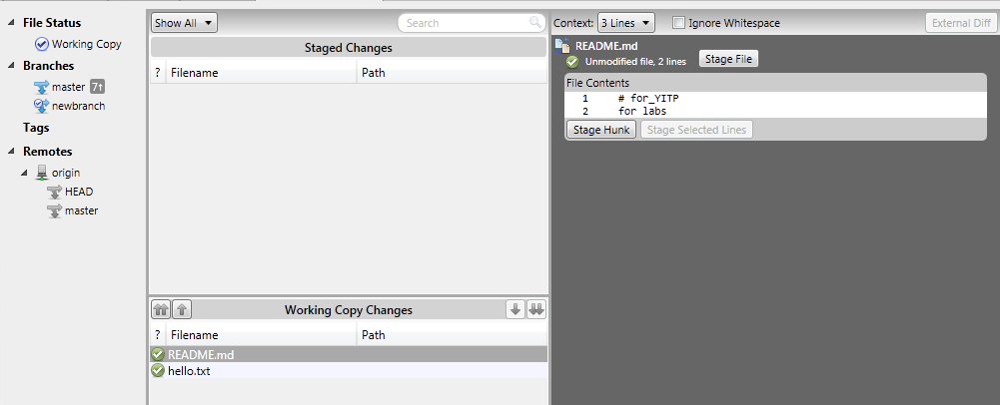 File Status
Working Copy
Branches
master 7↑
newbranch
Tags
Remotes
origin
HEAD
master
Show All
Search
Staged Changes
? Filename Path
Working Copy Changes
? Filename Path
README.md
hello.txt
Context: 3 Lines Ignore Whitespace External Diff
README.md
Unmodified file, 2 lines Stage File
File Contents
1 # for_YITP
2 for labs
Stage Hunk Stage Selected Lines